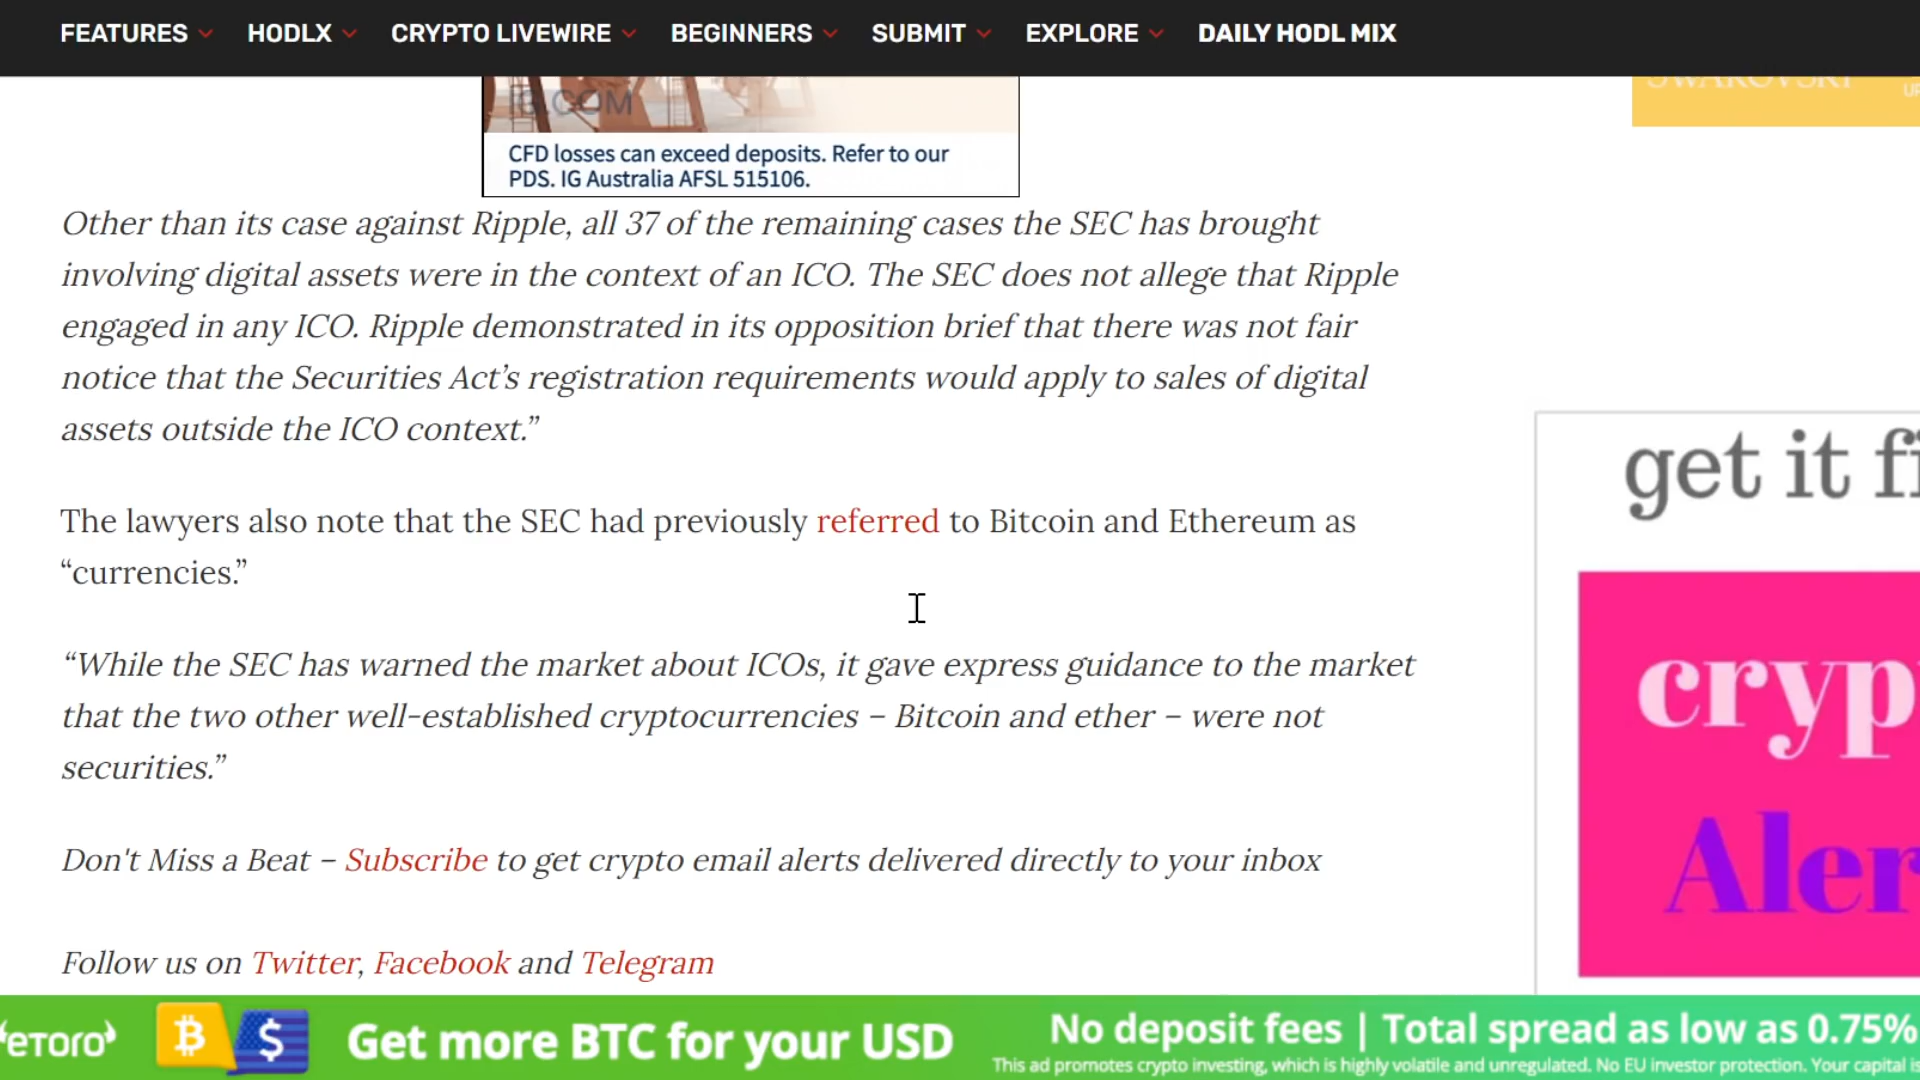 FEATURES HODLX CRYPTO LIVEWIRE BEGINNERS SUBMIT EXPLORE DAILY HODL MIX
IG.COM
SWAROVSKI
CFD losses can exceed deposits. Refer to our
PDS. IG Australia AFSL 515106.
Other than its case against Ripple, all 37 of the remaining cases the SEC has brought
involving digital assets were in the context of an ICO. The SEC does not allege that Ripple
engaged in any ICO. Ripple demonstrated in its opposition brief that there was not fair
notice that the Securities Act’s registration requirements would apply to sales of digital
assets outside the ICO context.”
The lawyers also note that the SEC had previously referred to Bitcoin and Ethereum as
“currencies.”
“While the SEC has warned the market about ICOs, it gave express guidance to the market
that the two other well-established cryptocurrencies – Bitcoin and ether – were not
securities.”
Don't Miss a Beat – Subscribe to get crypto email alerts delivered directly to your inbox
Follow us on Twitter, Facebook and Telegram
get it fi
cryp
Aler
eToro
Get more BTC for your USD
No deposit fees | Total spread as low as 0.75%
This ad promotes crypto investing, which is highly volatile and unregulated. No EU investor protection. Your capital is